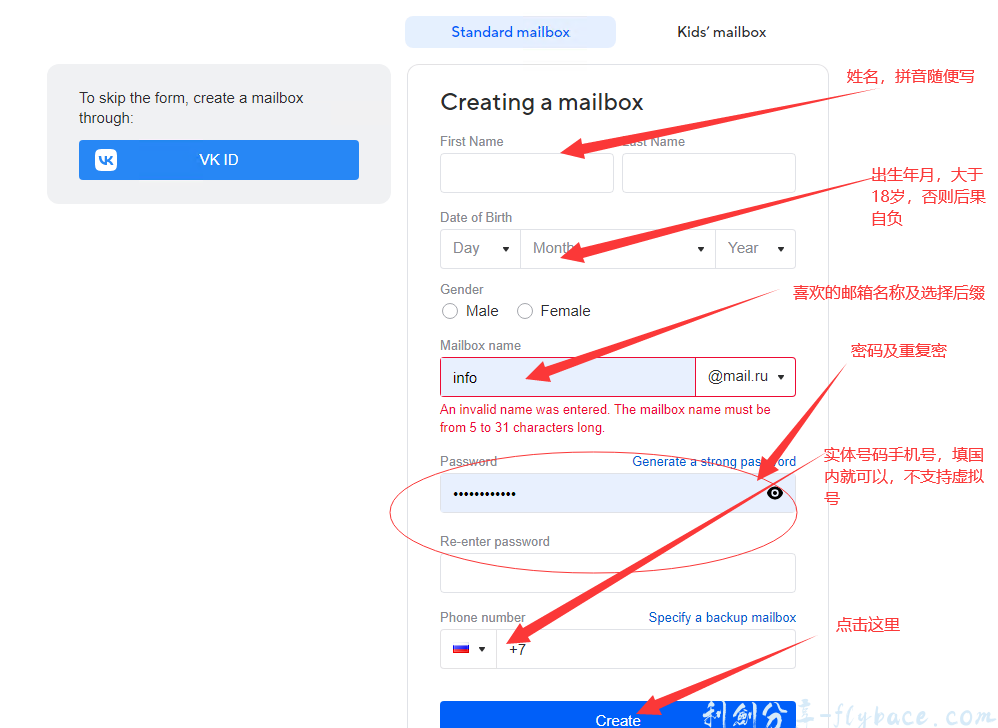 Standard mailbox
Kids’ mailbox
To skip the form, create a mailbox
through:
VK ID
Creating a mailbox
姓名，拼音随便写
First Name
Last Name
出生年月，大于
18岁，否则后果
自负
Date of Birth
Day
Month
Year
Gender
Male
Female
喜欢的邮箱名称及选择后缀
Mailbox name
info
@mail.ru
密码及重复密
An invalid name was entered. The mailbox name must be
from 5 to 31 characters long.
Password
Generate a strong password
••••••••••••
实体号码手机号，填国
内就可以，不支持虚拟
号
Re-enter password
Phone number
Specify a backup mailbox
+7
点击这里
Create
利创分享-flybace.com